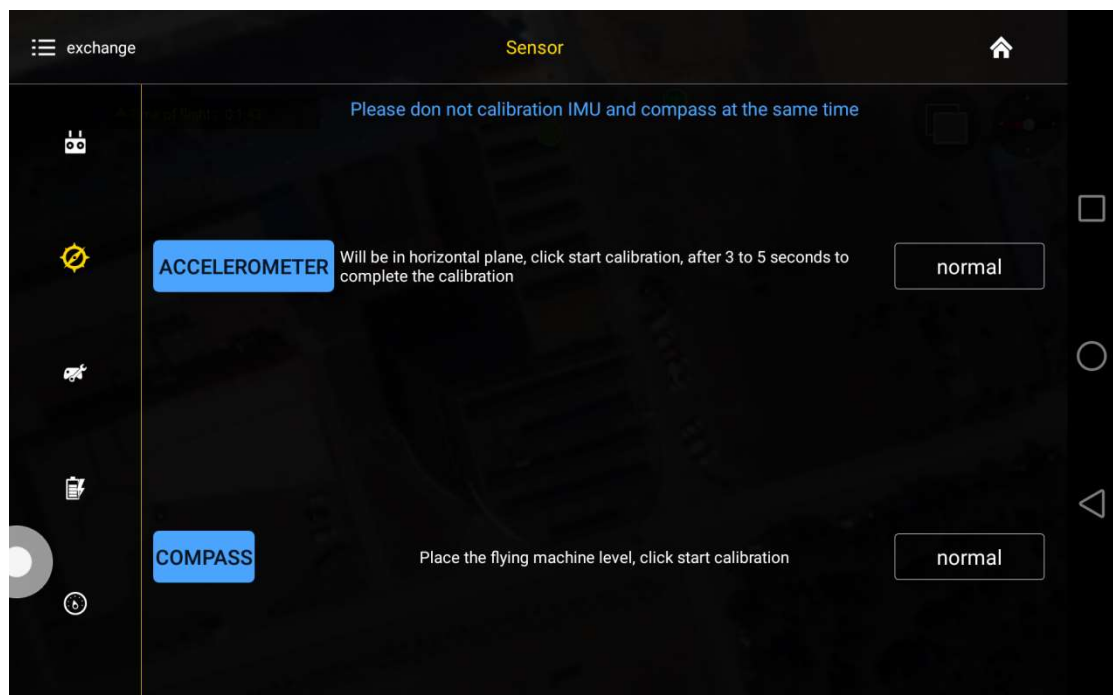 exchange
Sensor
Please don not calibration IMU and compass at the same time
ACCELEROMETER
Will be in horizontal plane, click start calibration, after 3 to 5 seconds to
complete the calibration
normal
COMPASS
Place the flying machine level, click start calibration
normal